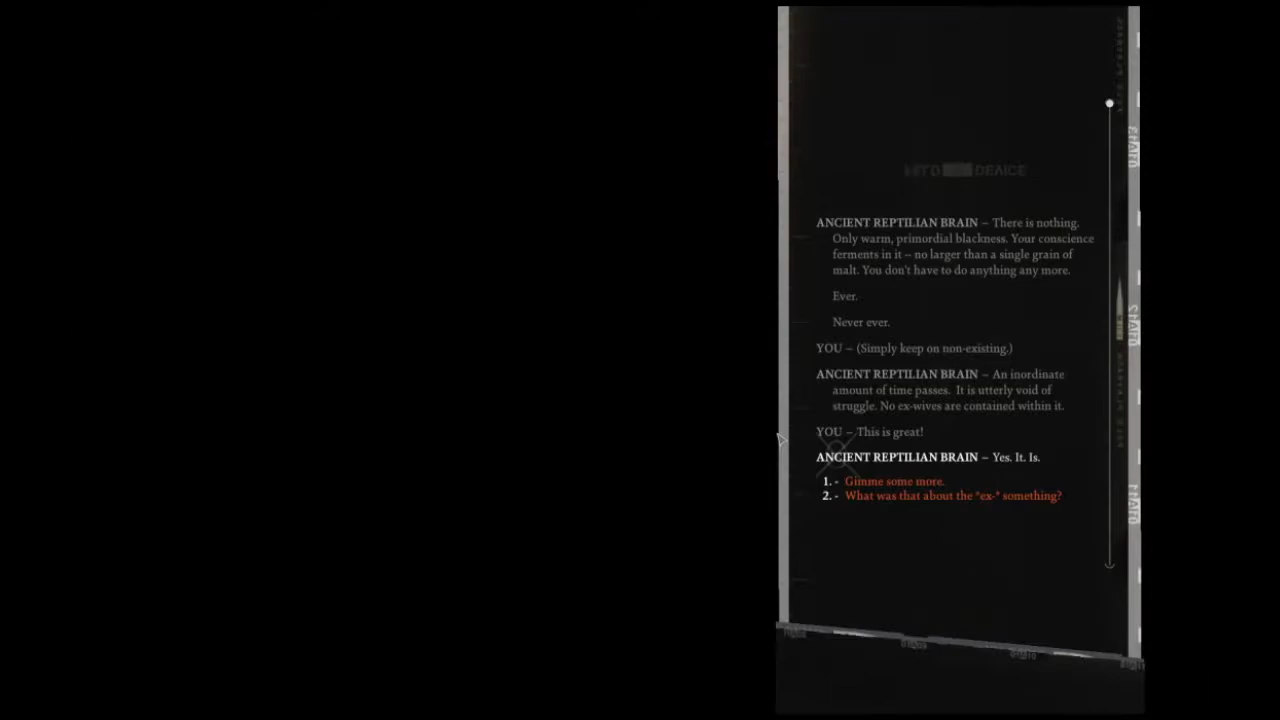 ANCIENT REPTILIAN BRAIN – There is nothing.
Only warm, primordial blackness. Your conscience
ferments in it – no larger than a single grain of
malt. You don't have to do anything any more.
Ever.
Never ever.
YOU – (Simply keep on non-existing.)
ANCIENT REPTILIAN BRAIN – An inordinate
amount of time passes. It is utterly void of
struggle. No ex-wives are contained within it.
YOU – This is great!
ANCIENT REPTILIAN BRAIN – Yes. It. Is.
1. - Gimme some more.
2. - What was that about the *ex-* something?